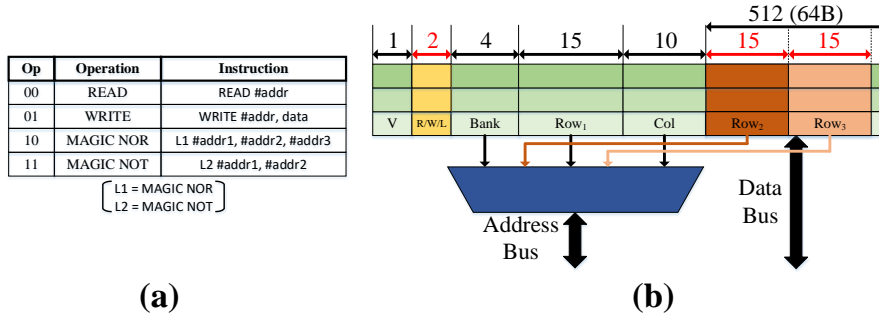 Op Operation Instruction
00 READ READ #addr
01 WRITE WRITE #addr, data
10 MAGIC NOR L1 #addr1, #addr2, #addr3
11 MAGIC NOT L2 #addr1, #addr2
L1 = MAGIC NOR
L2 = MAGIC NOT
(a)
512 (64B)
1 2 4 15 10 15 15
V R/W/L Bank Row1 Col Row2 Row3
Address
Bus
Data
Bus
(b)